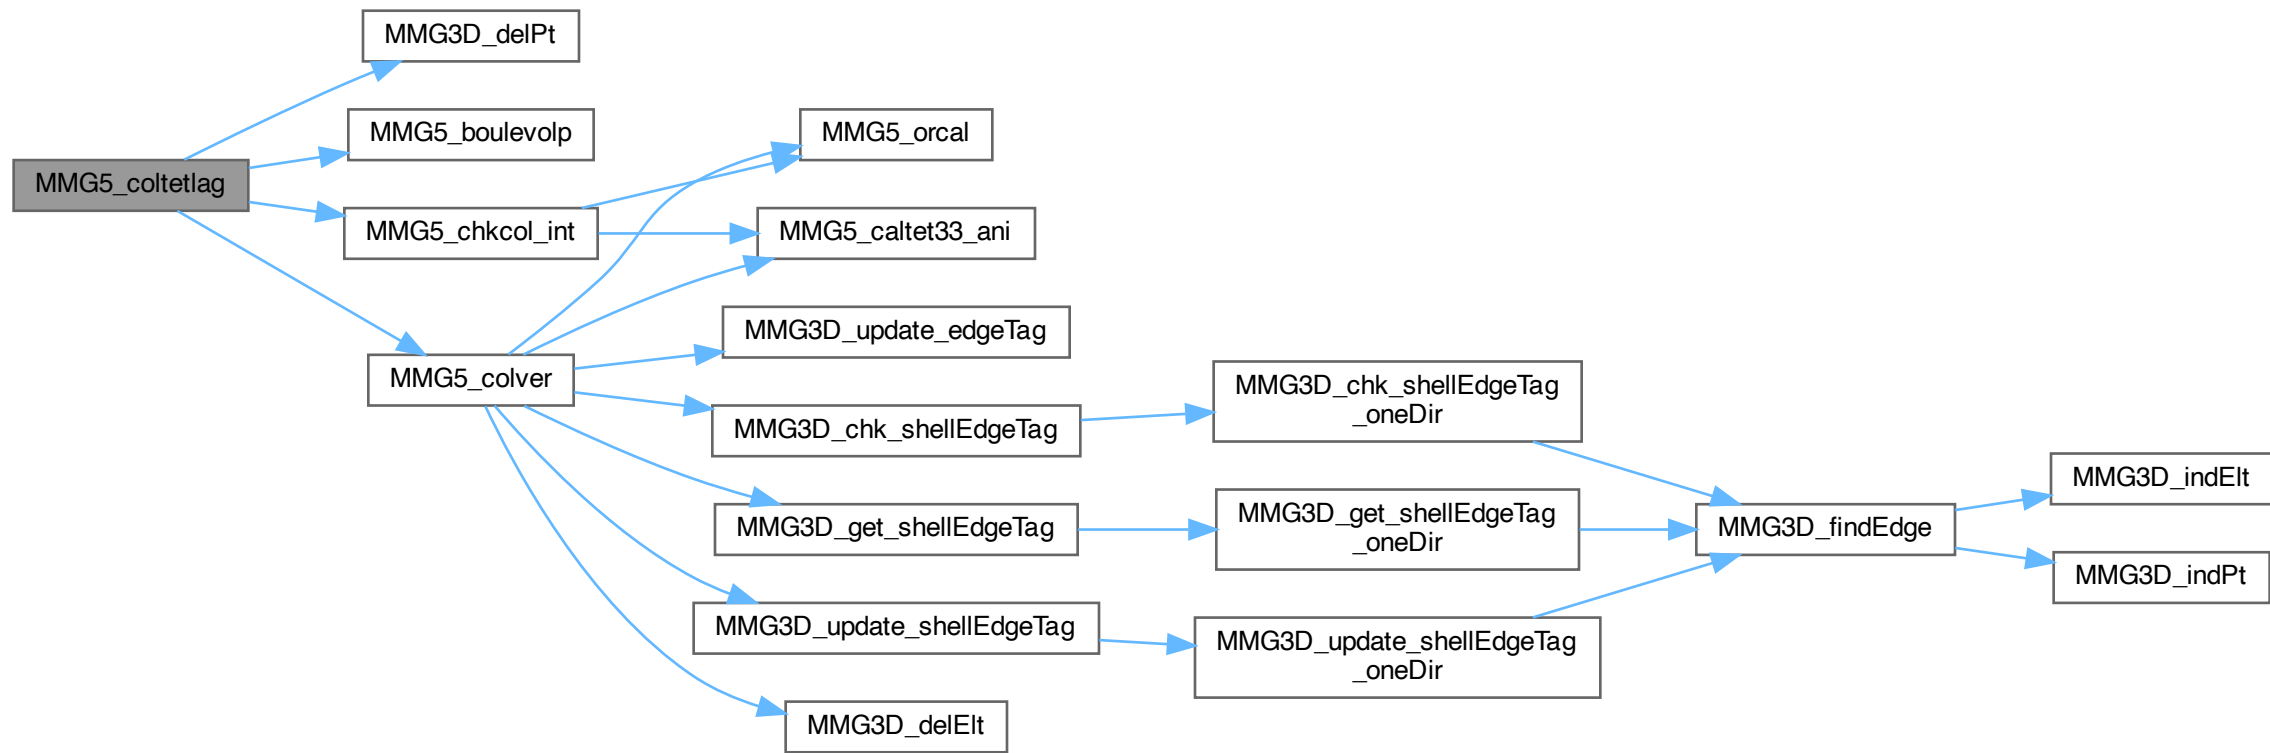 MMG3D_delPt
MMG5_boulevolp
MMG5_orcal
MMG5_coltetlag
MMG5_chkcol_int
MMG5_caltet33_ani
MMG3D_update_edgeTag
MMG5_colver
MMG3D_chk_shellEdgeTag
MMG3D_chk_shellEdgeTag
_oneDir
MMG3D_get_shellEdgeTag
MMG3D_get_shellEdgeTag
_oneDir
MMG3D_findEdge
MMG3D_indElt
MMG3D_indPt
MMG3D_update_shellEdgeTag
MMG3D_update_shellEdgeTag
_oneDir
MMG3D_delElt